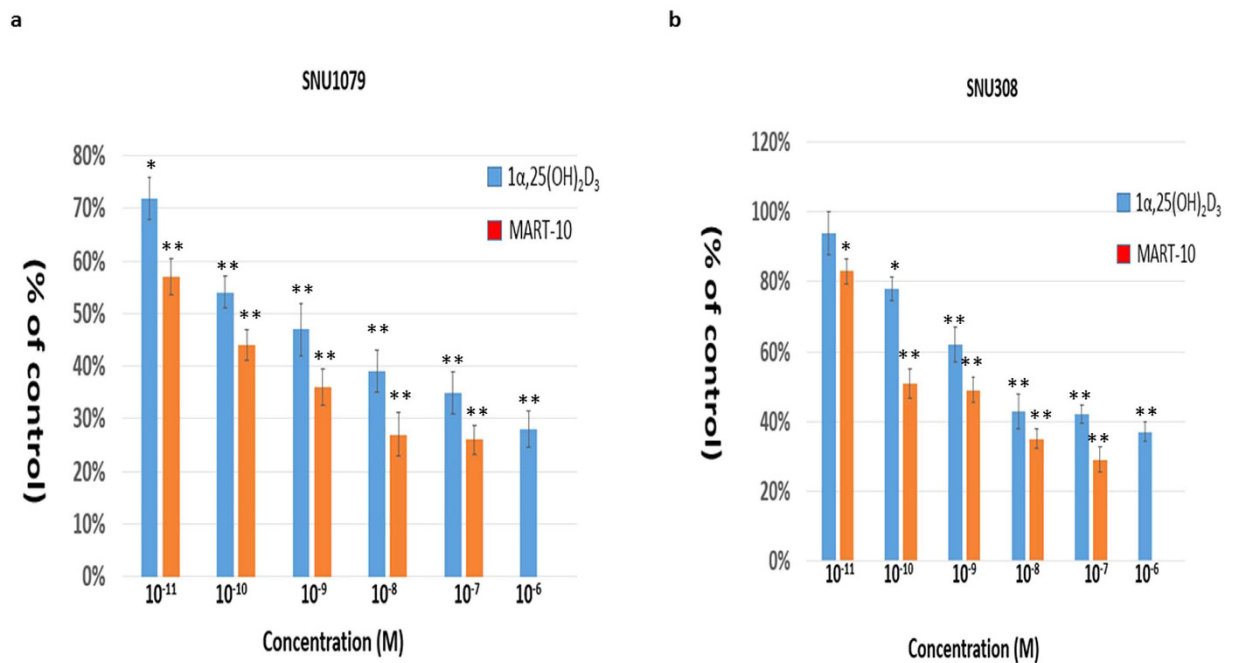 a
SNU1079
80%
70%
60%
50%
40%
30%
20%
10%
0%
(% of control)
* ** ** ** ** ** ** ** ** ** **
1α,25(OH)₂D₃
MART-10
10⁻¹¹ 10⁻¹⁰ 10⁻⁹ 10⁻⁸ 10⁻⁷ 10⁻⁶
Concentration (M)
b
SNU308
120%
100%
80%
60%
40%
20%
0%
(% of control)
* * ** ** ** ** ** ** ** **
1α,25(OH)₂D₃
MART-10
10⁻¹¹ 10⁻¹⁰ 10⁻⁹ 10⁻⁸ 10⁻⁷ 10⁻⁶
Concentration (M)